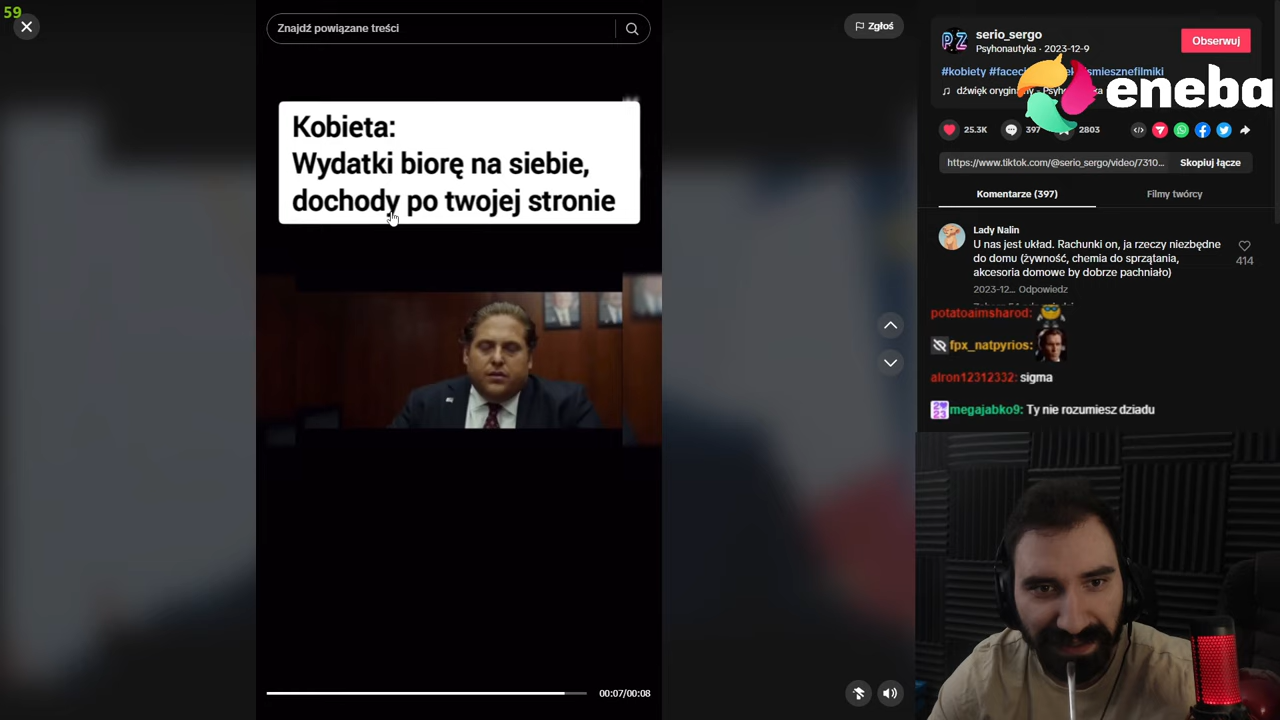 59
Znajdź powiązane treści
Zgłoś
Kobieta:
Wydatki biorę na siebie,
dochody po twojej stronie
00:07/00:08
serio_sergo
Psyhonautyka · 2023-12-9
Obserwuj
#kobiety
eneba
25.3K
2803
https://www.tiktok.com/@serio_sergo/video/7310...
Skopiuj łącze
Komentarze (397)
Filmy twórcy
Lady Nalin
U nas jest układ. Rachunki on, ja rzeczy niezbędne
do domu (żywność, chemia do sprzątania,
akcesoria domowe by dobrze pachniało)
414
2023-12... Odpowiedz
potatoaimsharod:
fpx_natpyrios:
alron12312332: sigma
megajabko9: Ty nie rozumiesz dziadu